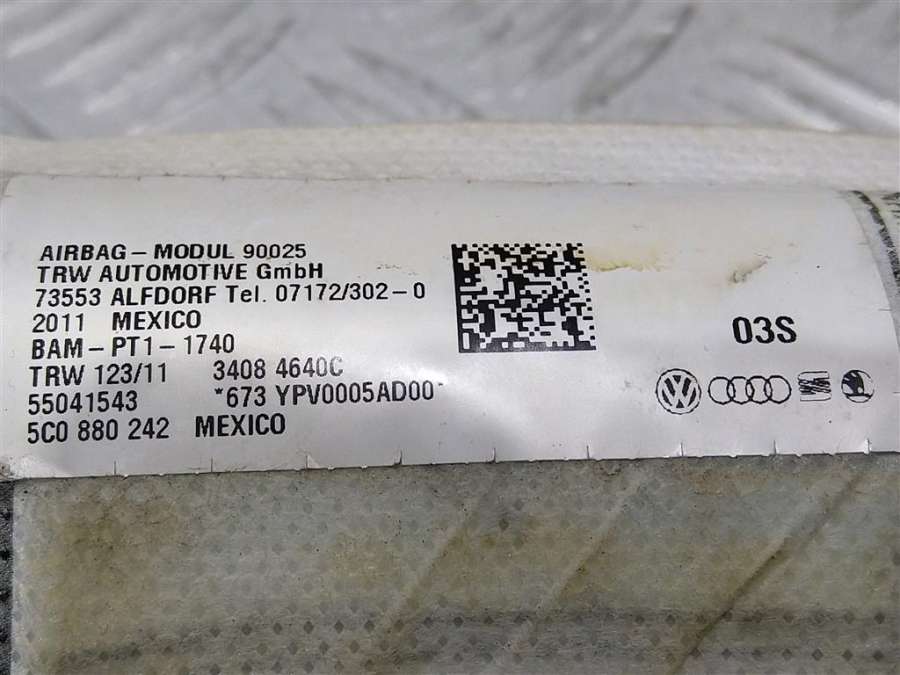 AIRBAG - MODUL 90025
TRW AUTOMOTIVE GmbH
73553 ALFDORF Tel. 07172/302-0
2011 MEXICO
BAM-PT1-1740
TRW 123/11 3408 4640C
55041543 *673 YPV0005AD00*
5C0 880 242 MEXICO
03S